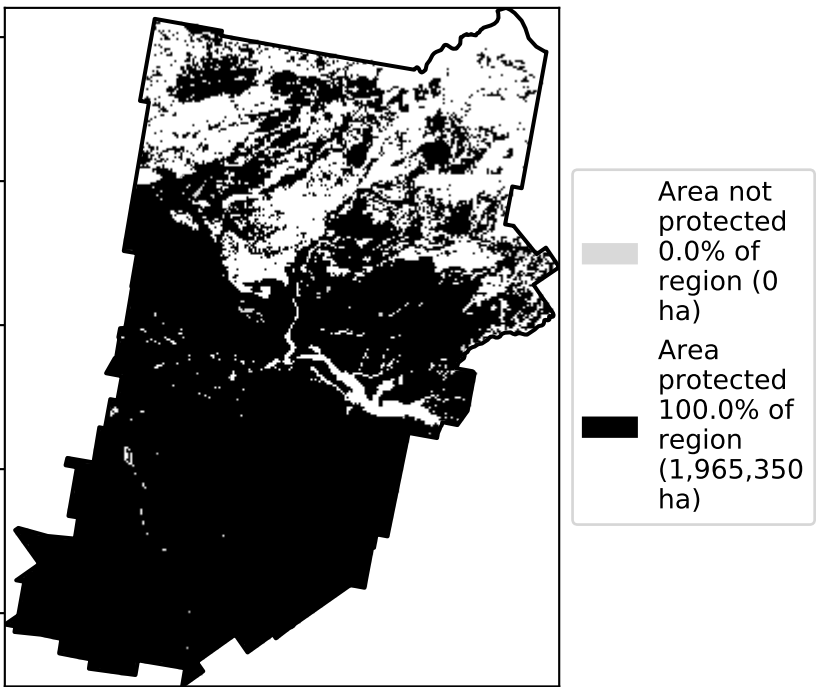 Area not
protected
0.0% of
region (0
ha)
Area
protected
100.0% of
region
(1,965,350
ha)